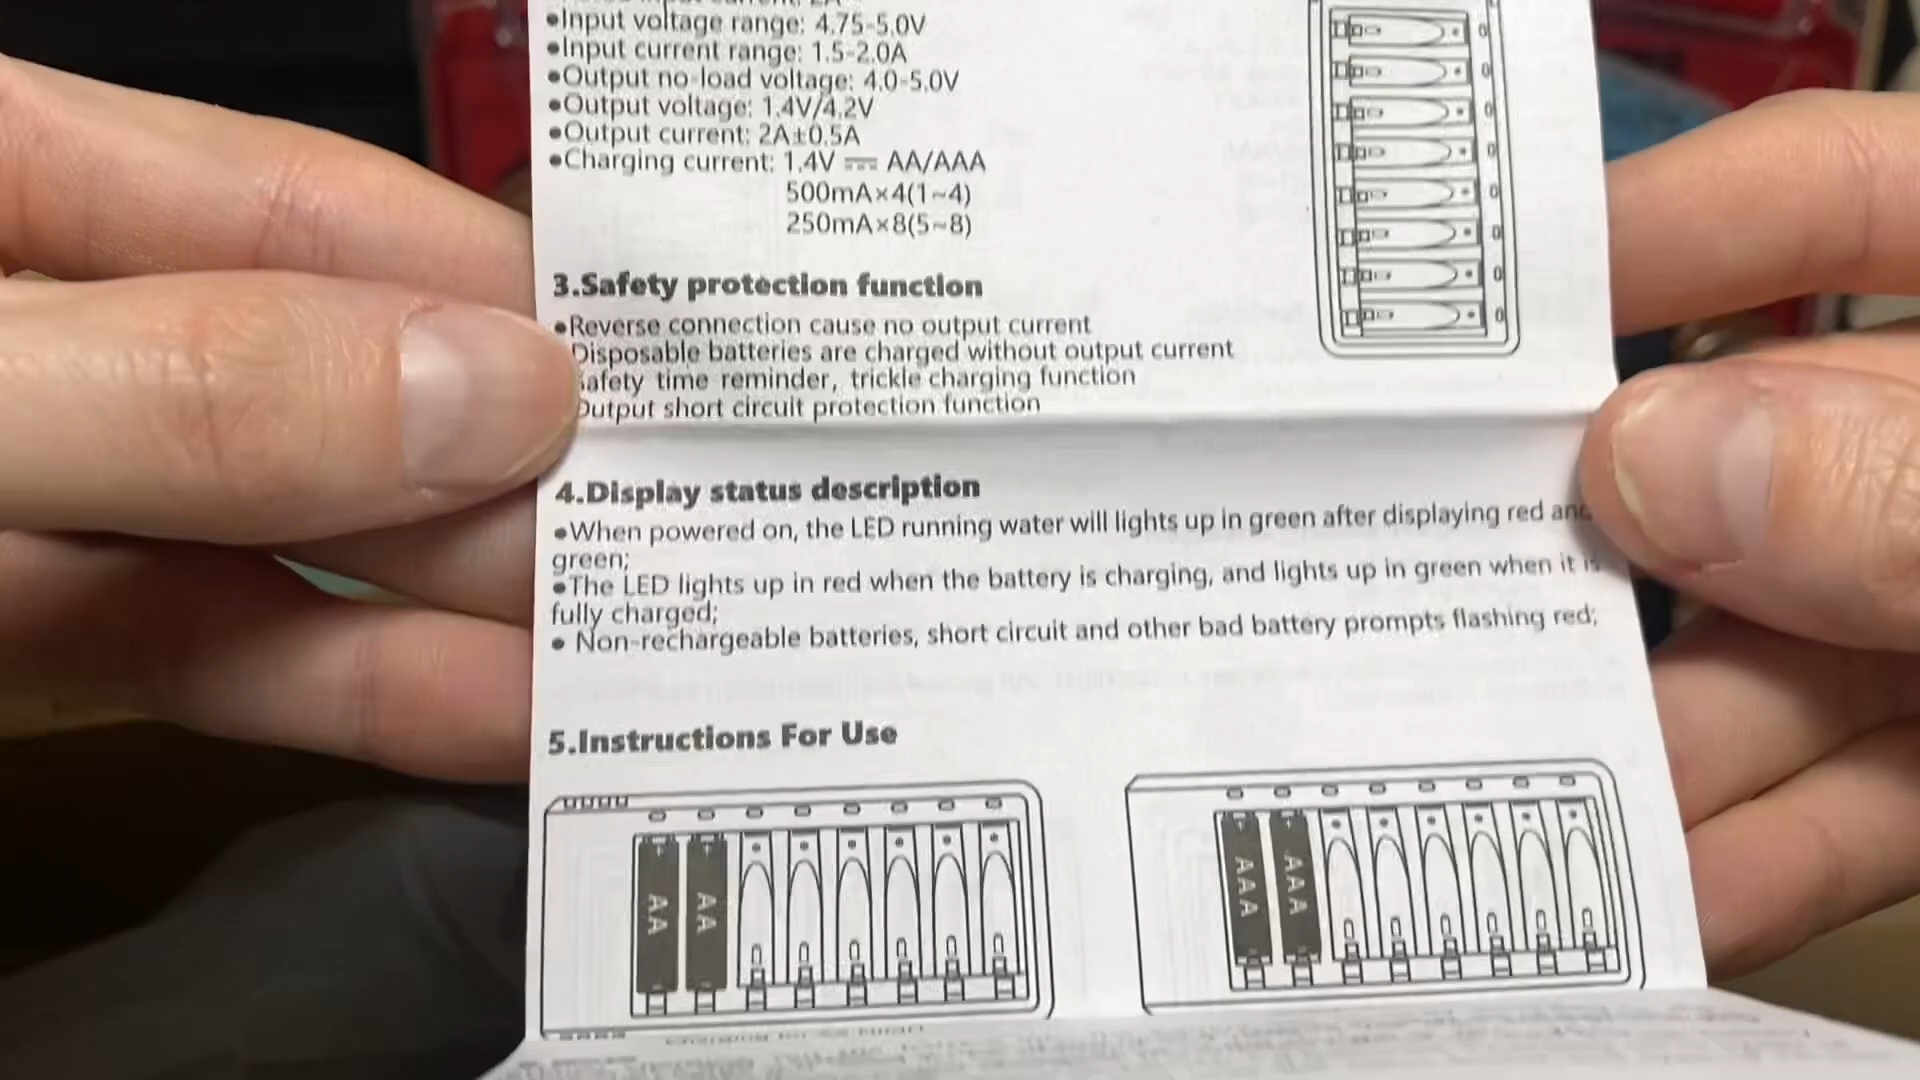 ●Input voltage range: 4.75-5.0V
●Input current range: 1.5-2.0A
●Output no-load voltage: 4.0-5.0V
●Output voltage: 1.4V/4.2V
●Output current: 2A±0.5A
●Charging current: 1.4V ⎓ AA/AAA
500mA×4(1~4)
250mA×8(5~8)
3.Safety protection function
●Reverse connection cause no output current
Disposable batteries are charged without output current
Safety time reminder, trickle charging function
Output short circuit protection function
4.Display status description
●When powered on, the LED running water will lights up in green after displaying red and
green;
●The LED lights up in red when the battery is charging, and lights up in green when it is
fully charged;
● Non-rechargeable batteries, short circuit and other bad battery prompts flashing red;
5.Instructions For Use
AA
AA
AAA
AAA